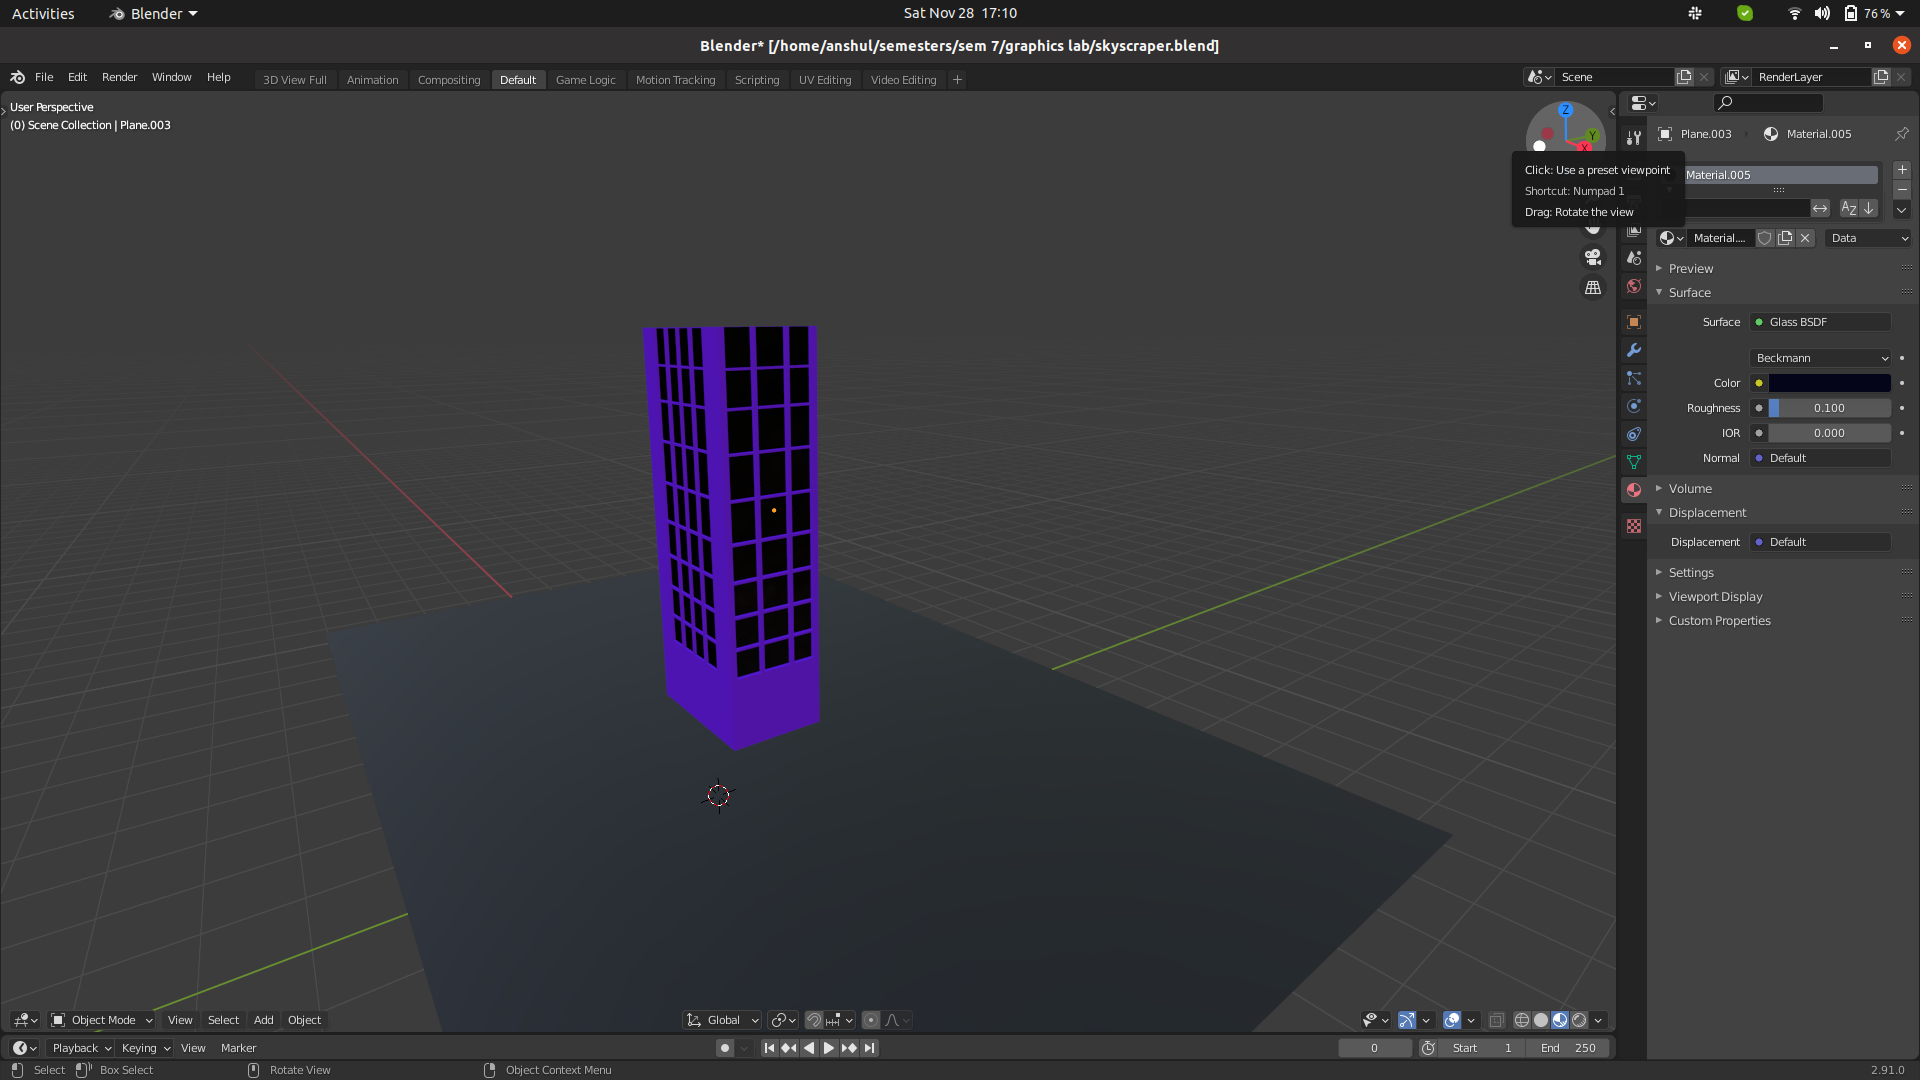 Activities Blender Sat Nov 28 17:10 76 %
Blender* [/home/anshul/semesters/sem 7/graphics lab/skyscraper.blend]
File Edit Render Window Help 3D View Full Animation Compositing Default Game Logic Motion Tracking Scripting UV Editing Video Editing + Scene RenderLayer
User Perspective
(0) Scene Collection | Plane.003
Z
Y
X
Plane.003 Material.005
Click: Use a preset viewpoint
Shortcut: Numpad 1
Drag: Rotate the view
Material.005
AZ
Material.... Data
Preview
Surface
Surface Glass BSDF
Beckmann
Color
Roughness 0.100
IOR 0.000
Normal Default
Volume
Displacement
Displacement Default
Settings
Viewport Display
Custom Properties
Object Mode View Select Add Object Global
Playback Keying View Marker 0 Start 1 End 250
Select Box Select Rotate View Object Context Menu 2.91.0